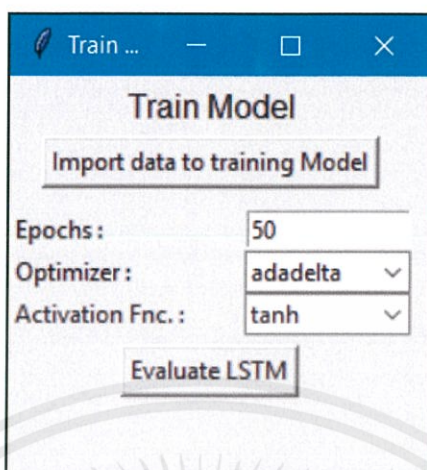 Train ...
Train Model
Import data to training Model
Epochs: 50
Optimizer: adadelta
Activation Fnc. : tanh
Evaluate LSTM